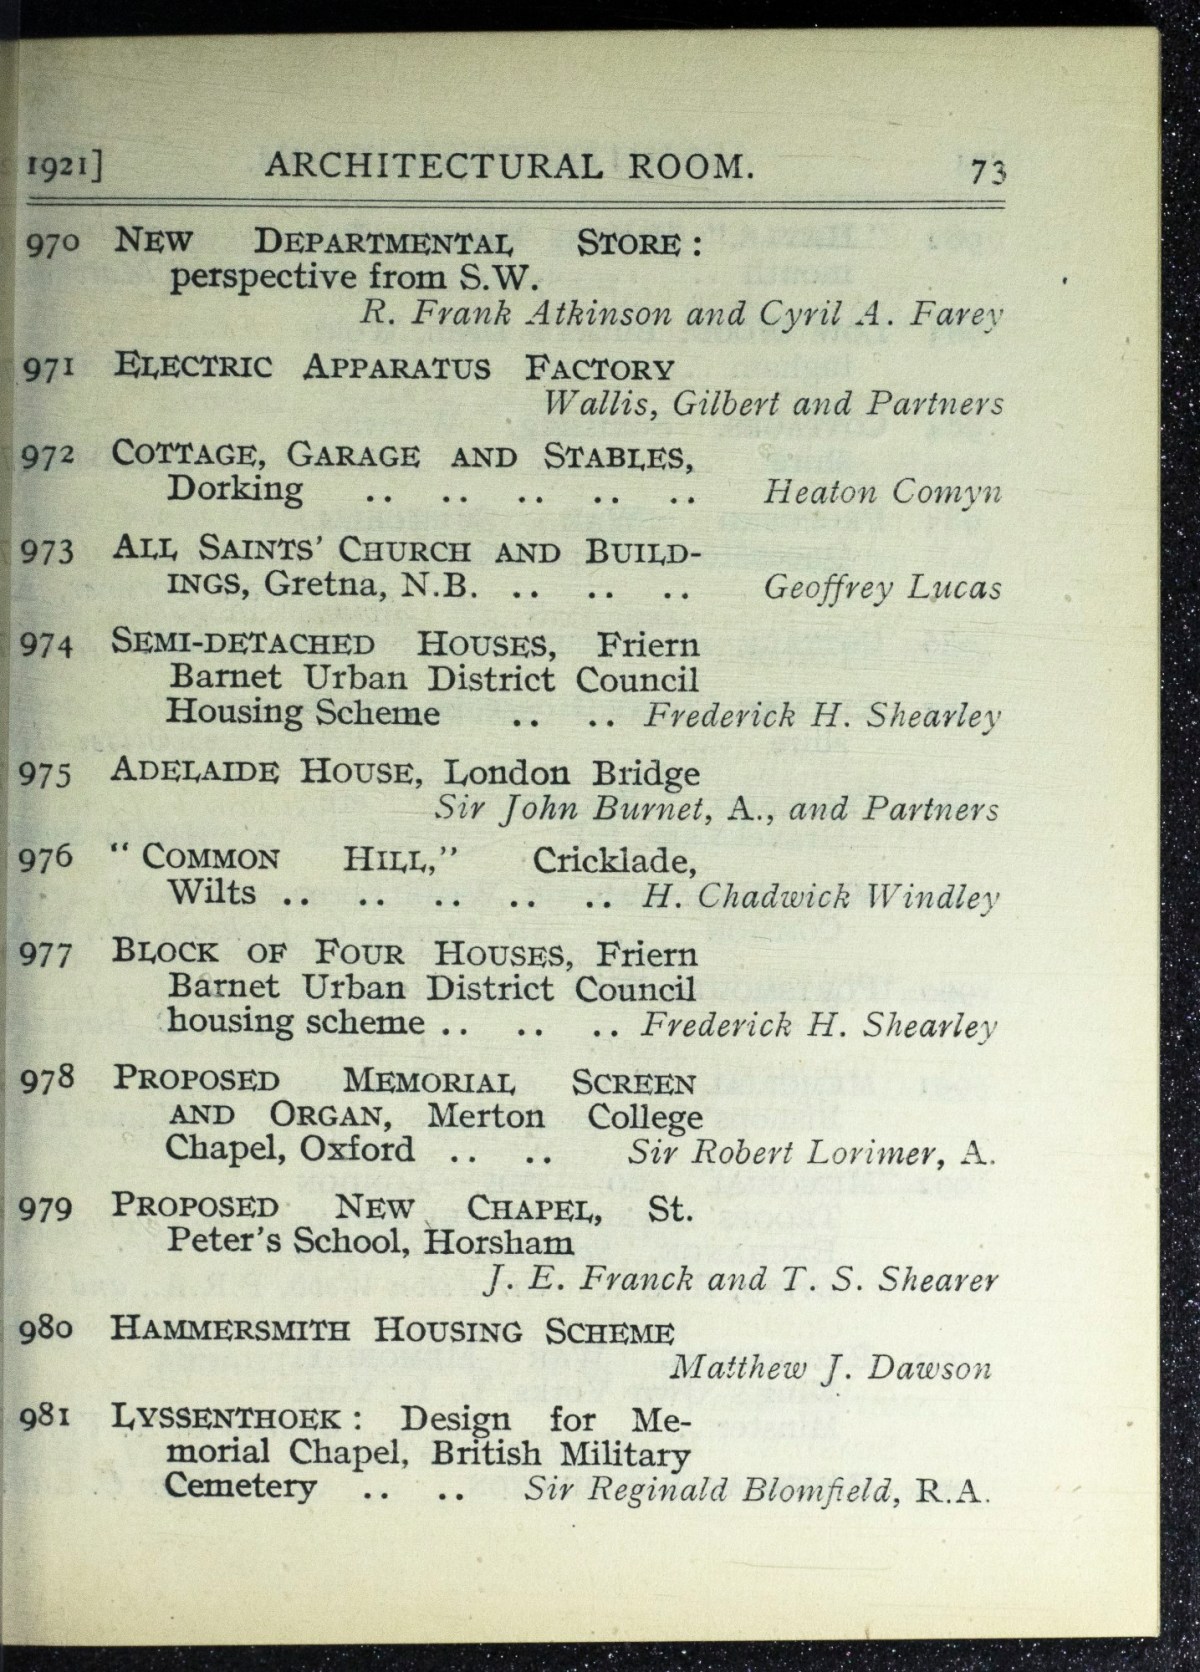 1921] ARCHITECTURAL ROOM. 73
970 NEW DEPARTMENTAL STORE :
perspective from S.W.
R. Frank Atkinson and Cyril A. Farey
971 ELECTRIC APPARATUS FACTORY
Wallis, Gilbert and Partners
972 COTTAGE, GARAGE AND STABLES,
Dorking .. .. .. .. .. Heaton Comyn
973 ALL SAINTS' CHURCH AND BUILD-
INGS, Gretna, N.B. .. .. .. Geoffrey Lucas
974 SEMI-DETACHED HOUSES, Friern
Barnet Urban District Council
Housing Scheme .. .. Frederick H. Shearley
975 ADELAIDE HOUSE, London Bridge
Sir John Burnet, A., and Partners
976 “ COMMON HILL,” Cricklade,
Wilts .. .. .. .. .. H. Chadwick Windley
977 BLOCK OF FOUR HOUSES, Friern
Barnet Urban District Council
housing scheme .. .. .. Frederick H. Shearley
978 PROPOSED MEMORIAL SCREEN
AND ORGAN, Merton College
Chapel, Oxford .. .. Sir Robert Lorimer, A.
979 PROPOSED NEW CHAPEL, St.
Peter's School, Horsham
J. E. Franck and T. S. Shearer
980 HAMMERSMITH HOUSING SCHEME
Matthew J. Dawson
981 LYSSENTHOEK : Design for Me-
morial Chapel, British Military
Cemetery .. .. Sir Reginald Blomfield, R.A.